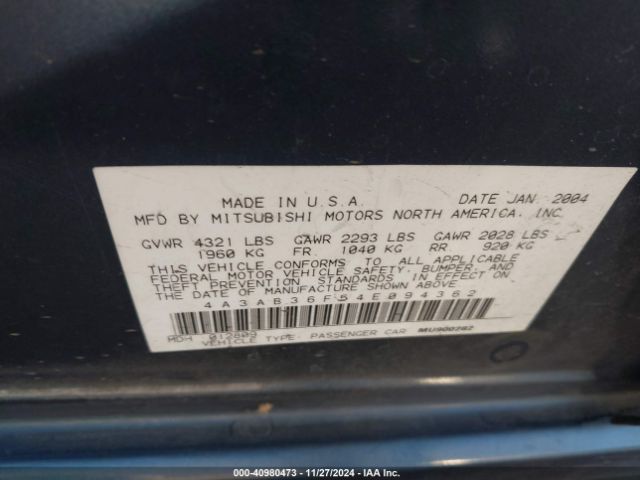 MADE IN U.S.A. DATE JAN. 2004
MFD BY MITSUBISHI MOTORS NORTH AMERICA, INC.
GVWR 4321 LBS GAWR 2293 LBS GAWR 2028 LBS
1960 KG FR. 1040 KG RR. 920 KG
THIS VEHICLE CONFORMS TO ALL APPLICABLE
FEDERAL MOTOR VEHICLE SAFETY, BUMPER, AND
THEFT PREVENTION STANDARDS IN EFFECT ON
THE DATE OF MANUFACTURE SHOWN ABOVE.
4A3AB36F54E094362
MDH 012809
VEHICLE TYPE: PASSENGER CAR MU900282
000-40980473 - 11/27/2024 - IAA Inc.